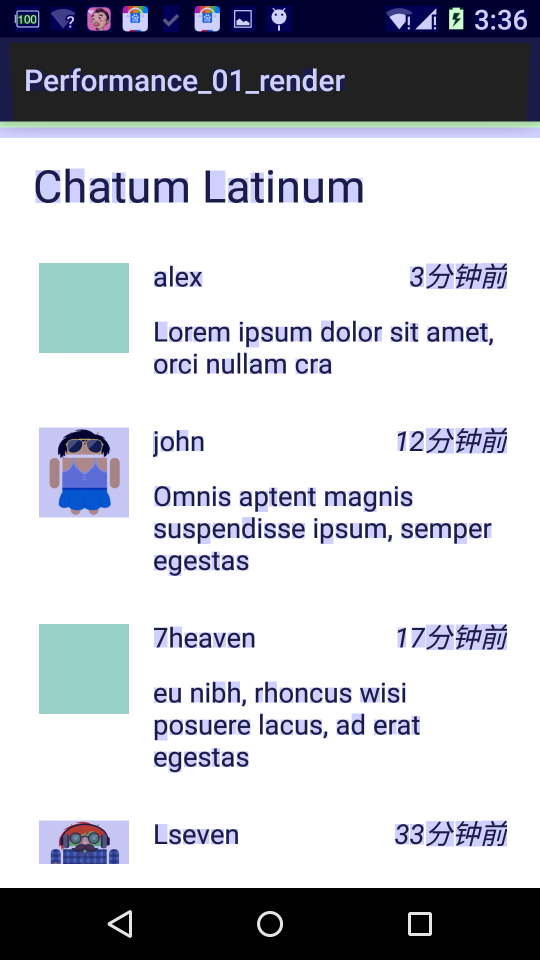 100
3:36
Performance_01_render
Chatum Latinum
alex 3分钟前
Lorem ipsum dolor sit amet,
orci nullam cra
john 12分钟前
Omnis aptent magnis
suspendisse ipsum, semper
egestas
7heaven 17分钟前
eu nibh, rhoncus wisi
posuere lacus, ad erat
egestas
Lseven 33分钟前